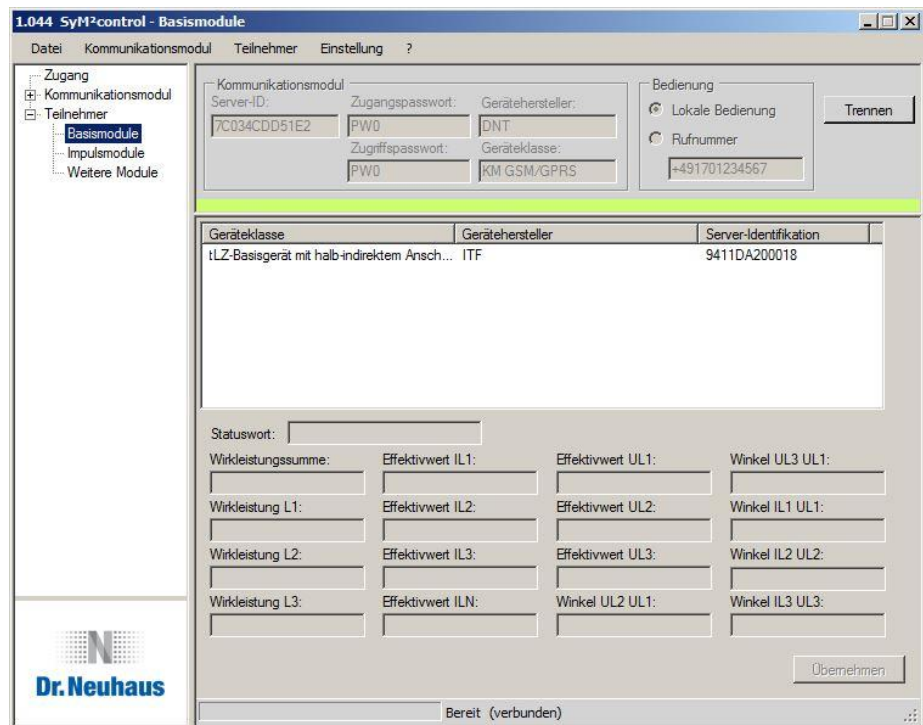 1.044 SyM²control - Basismodule
Datei Kommunikationsmodul Teilnehmer Einstellung ?
Zugang
Kommunikationsmodul
Teilnehmer
Basismodule
Impulsmodule
Weitere Module
Kommunikationsmodul
Server-ID: Zugangspasswort: Gerätehersteller:
7C034CDD51E2 PW0 DNT
Zugriffspasswort: Geräteklasse:
PW0 KM GSM/GPRS
Bedienung
Lokale Bedienung
Rufnummer
+491701234567
Trennen
Geräteklasse Gerätehersteller Server-Identifikation
tLZ-Basisgerät mit halb-indirektem Ansch... ITF 9411DA200018
Statuswort:
Wirkleistungssumme: Effektivwert IL1: Effektivwert UL1: Winkel UL3 UL1:
Wirkleistung L1: Effektivwert IL2: Effektivwert UL2: Winkel IL1 UL1:
Wirkleistung L2: Effektivwert IL3: Effektivwert UL3: Winkel IL2 UL2:
Wirkleistung L3: Effektivwert ILN: Winkel UL2 UL1: Winkel IL3 UL3:
Übernehmen
N
Dr. Neuhaus
Bereit (verbunden)